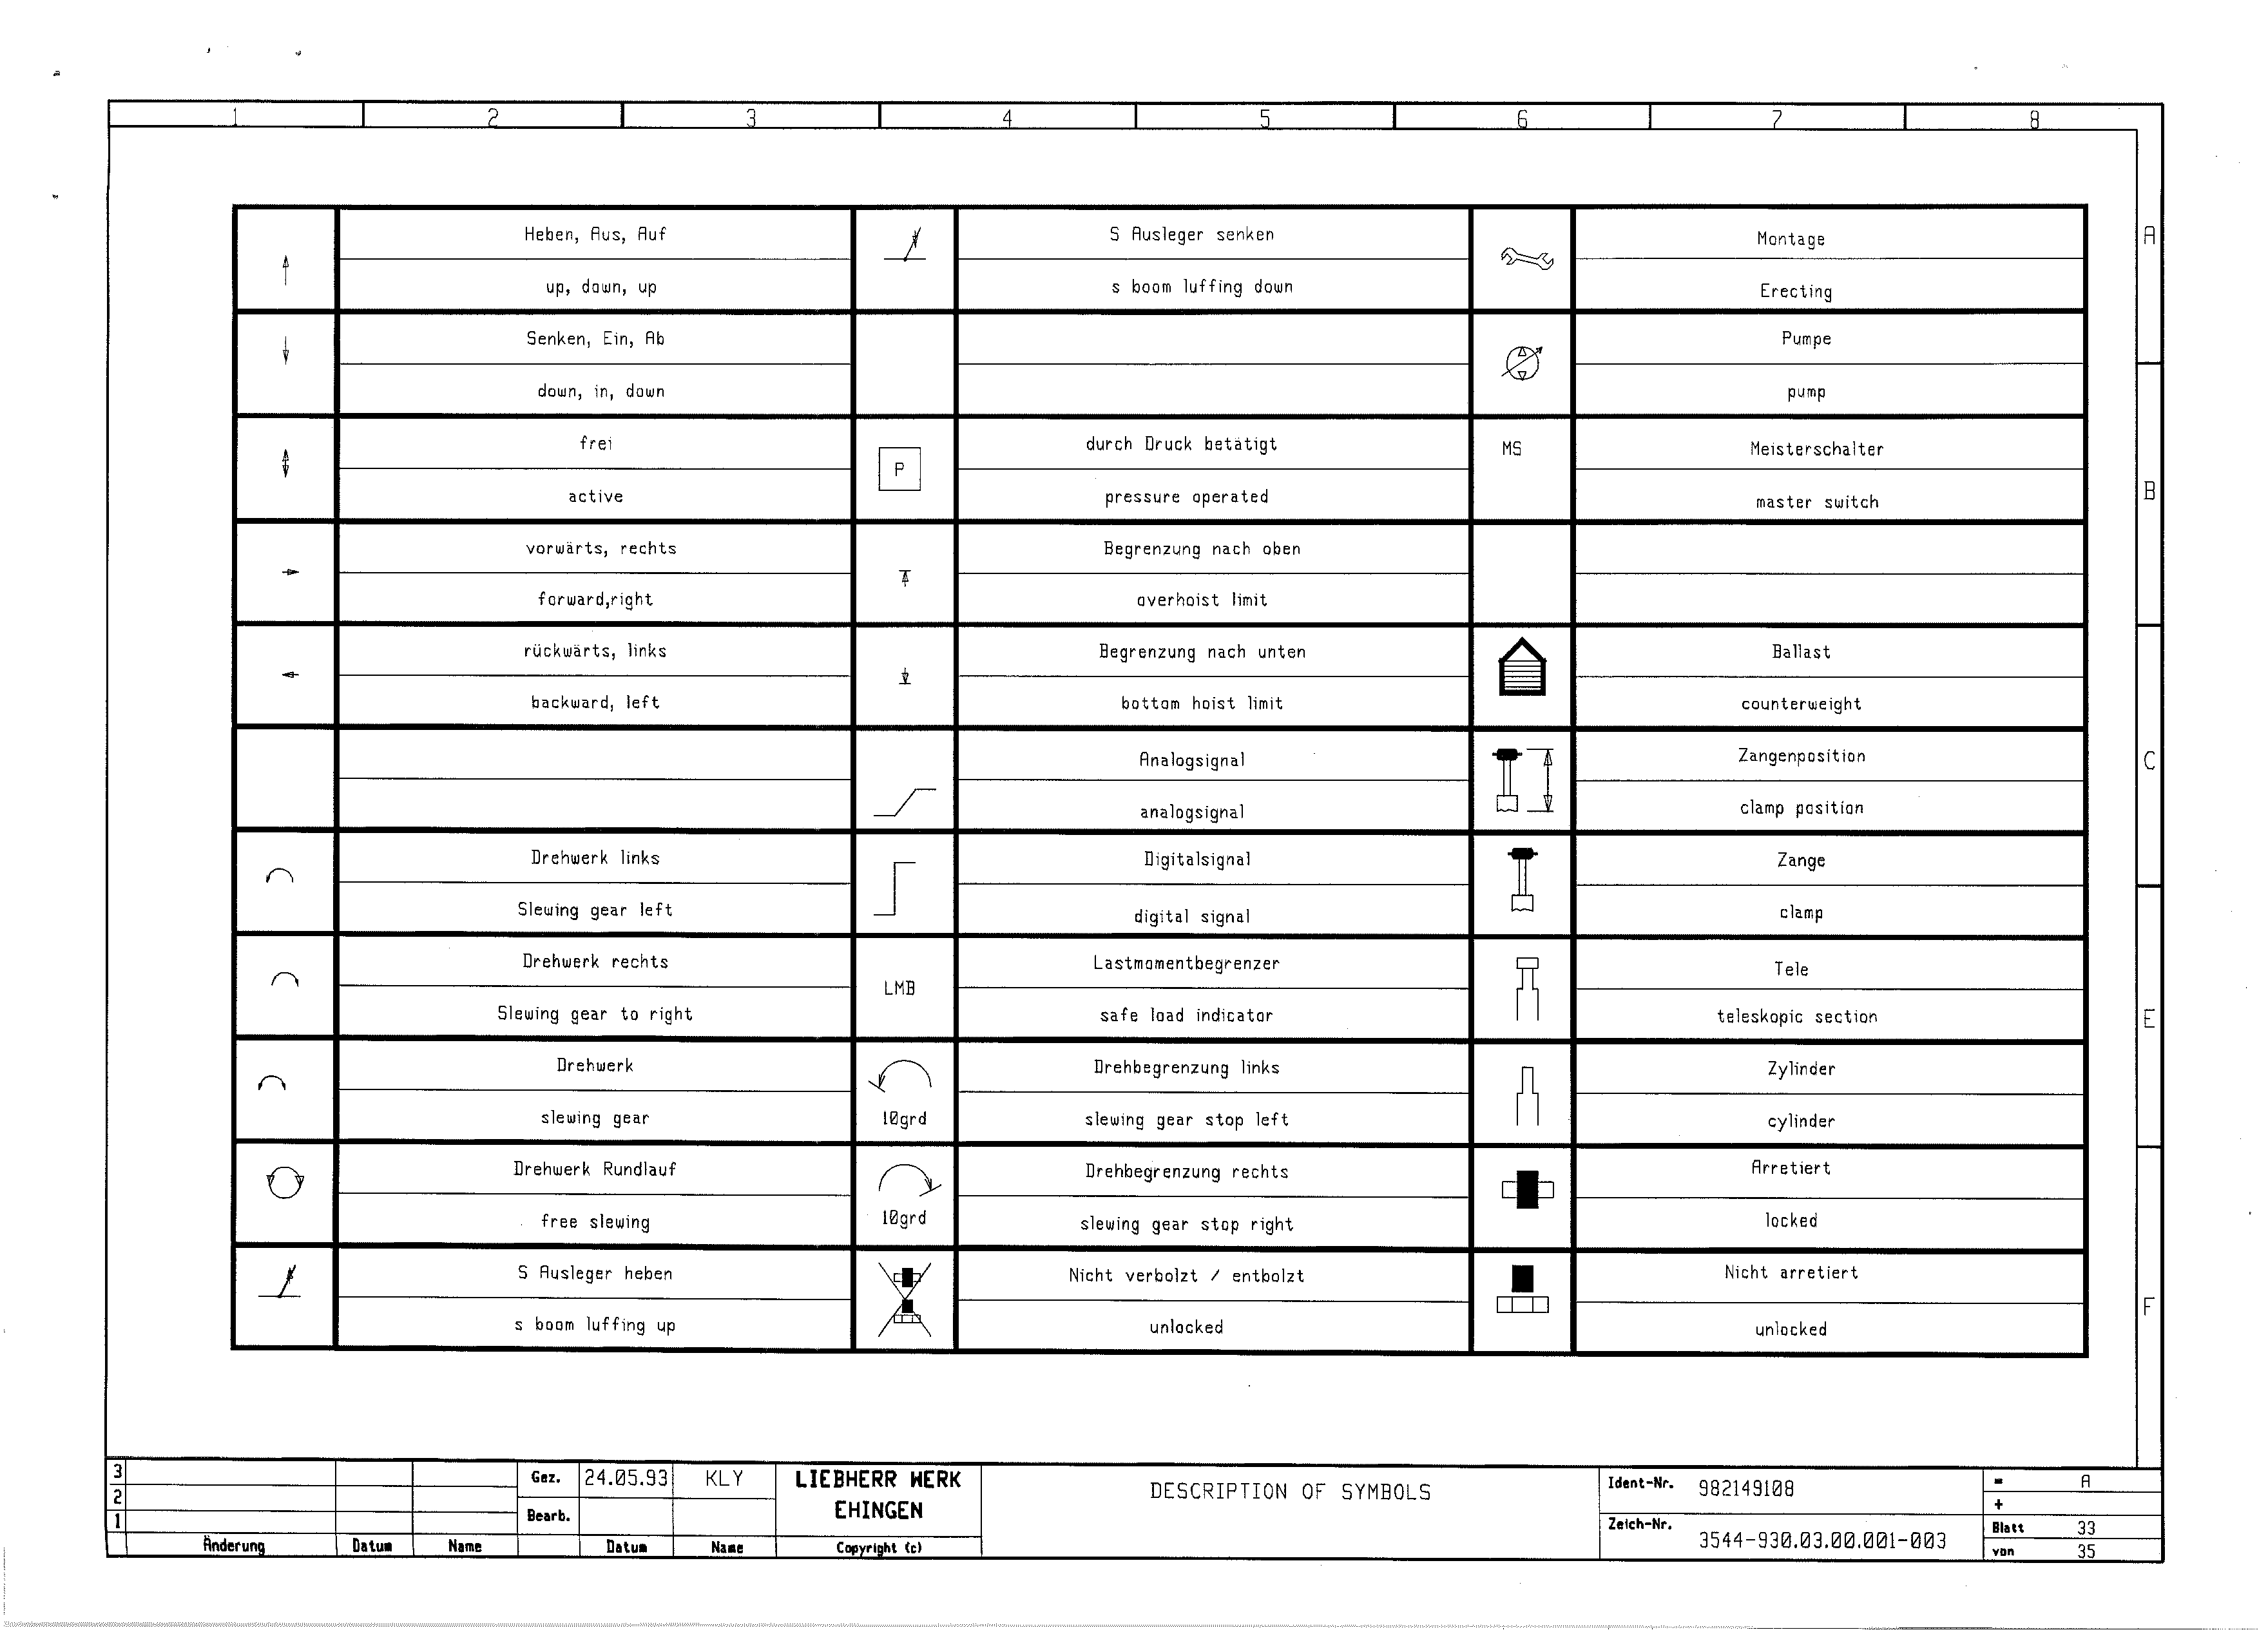 1 2 3 4 5 6 7 8
Heben, Aus, Auf
up, down, up
S Ausleger senken
s boom luffing down
Montage
Erecting
A
Senken, Ein, Ab
down, in, down
Pumpe
pump
frei
active
P
durch Druck betätigt
pressure operated
MS
Meisterschalter
master switch
B
vorwärts, rechts
forward,right
Begrenzung nach oben
overhoist limit
rückwärts, links
backward, left
Begrenzung nach unten
bottom hoist limit
Ballast
counterweight
Analogsignal
analogsignal
Zangenposition
clamp position
C
Drehwerk links
Slewing gear left
Digitalsignal
digital signal
Zange
clamp
Drehwerk rechts
Slewing gear to right
LMB
Lastmomentbegrenzer
safe load indicator
Tele
teleskopic section
E
Drehwerk
slewing gear
10grd
Drehbegrenzung links
slewing gear stop left
Zylinder
cylinder
Drehwerk Rundlauf
free slewing
10grd
Drehbegrenzung rechts
slewing gear stop right
Arretiert
locked
S Ausleger heben
s boom luffing up
Nicht verbolzt / entbolzt
unlocked
Nicht arretiert
unlocked
F
3
2
1
Änderung Datum Name
Gez. 24.05.93 KLY
Bearb.
Datum Name
LIEBHERR WERK
EHINGEN
Copyright (c)
DESCRIPTION OF SYMBOLS
Ident-Nr. 982149108
Zeich-Nr. 3544-930.03.00.001-003
= A
+
Blatt 33
von 35